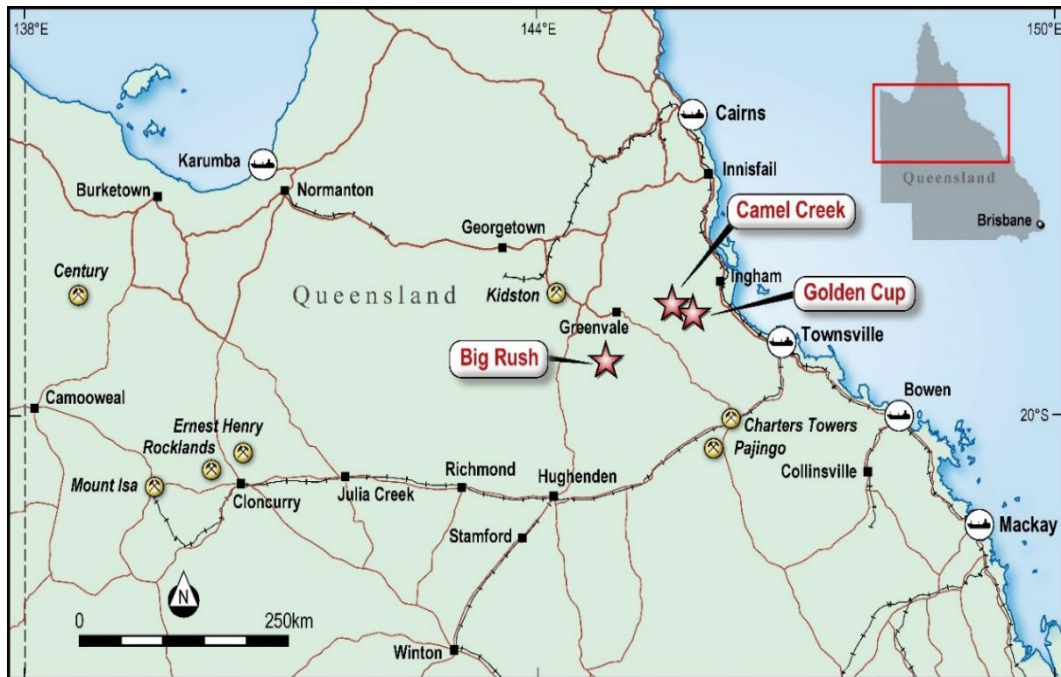 138°E
144°E
150°E
Cairns
Karumba
Innisfail
Burketown
Normanton
Queensland
Camel Creek
Brisbane
Georgetown
Century
Ingham
Queensland
Kidston
Golden Cup
Greenvale
Townsville
Big Rush
Camooweal
Bowen
20°S
Ernest Henry
Charters Towers
Rocklands
Pajingo
Mount Isa
Richmond
Hughenden
Collinsville
Cloncurry
Julia Creek
Mackay
Stamford
N
0
250km
Winton